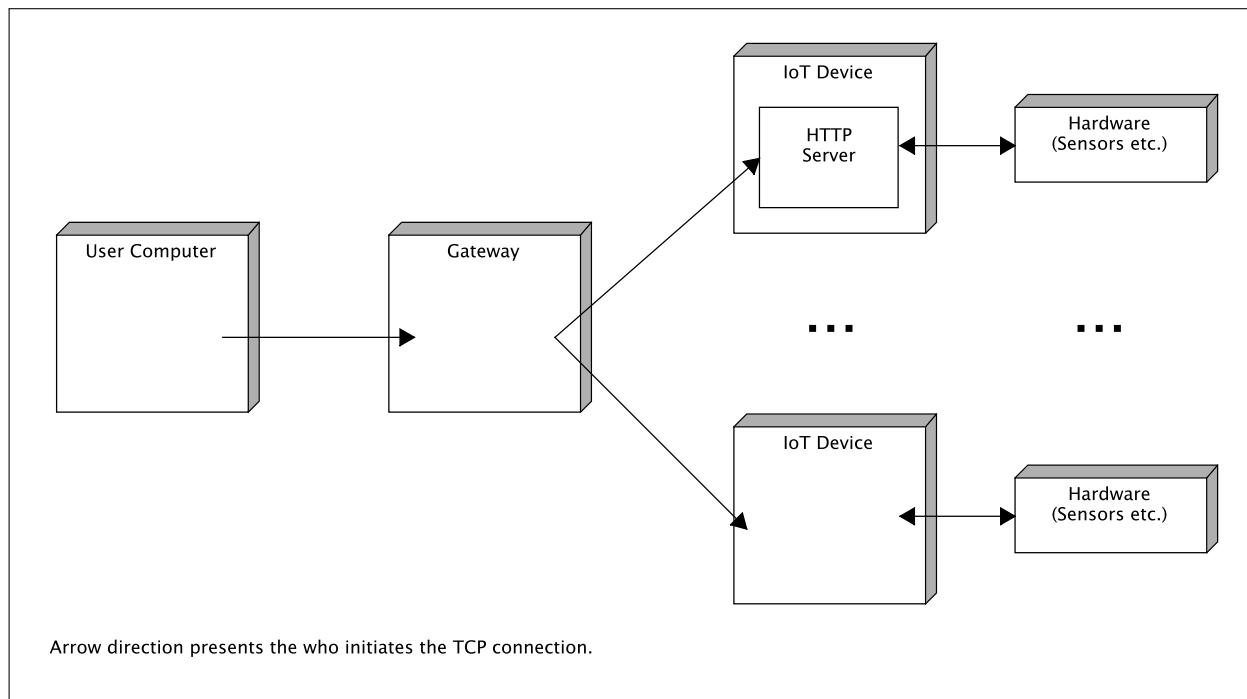 IoT Device
HTTP
Server
Hardware
(Sensors etc.)
User Computer
Gateway
...
...
IoT Device
Hardware
(Sensors etc.)
Arrow direction presents the who initiates the TCP connection.